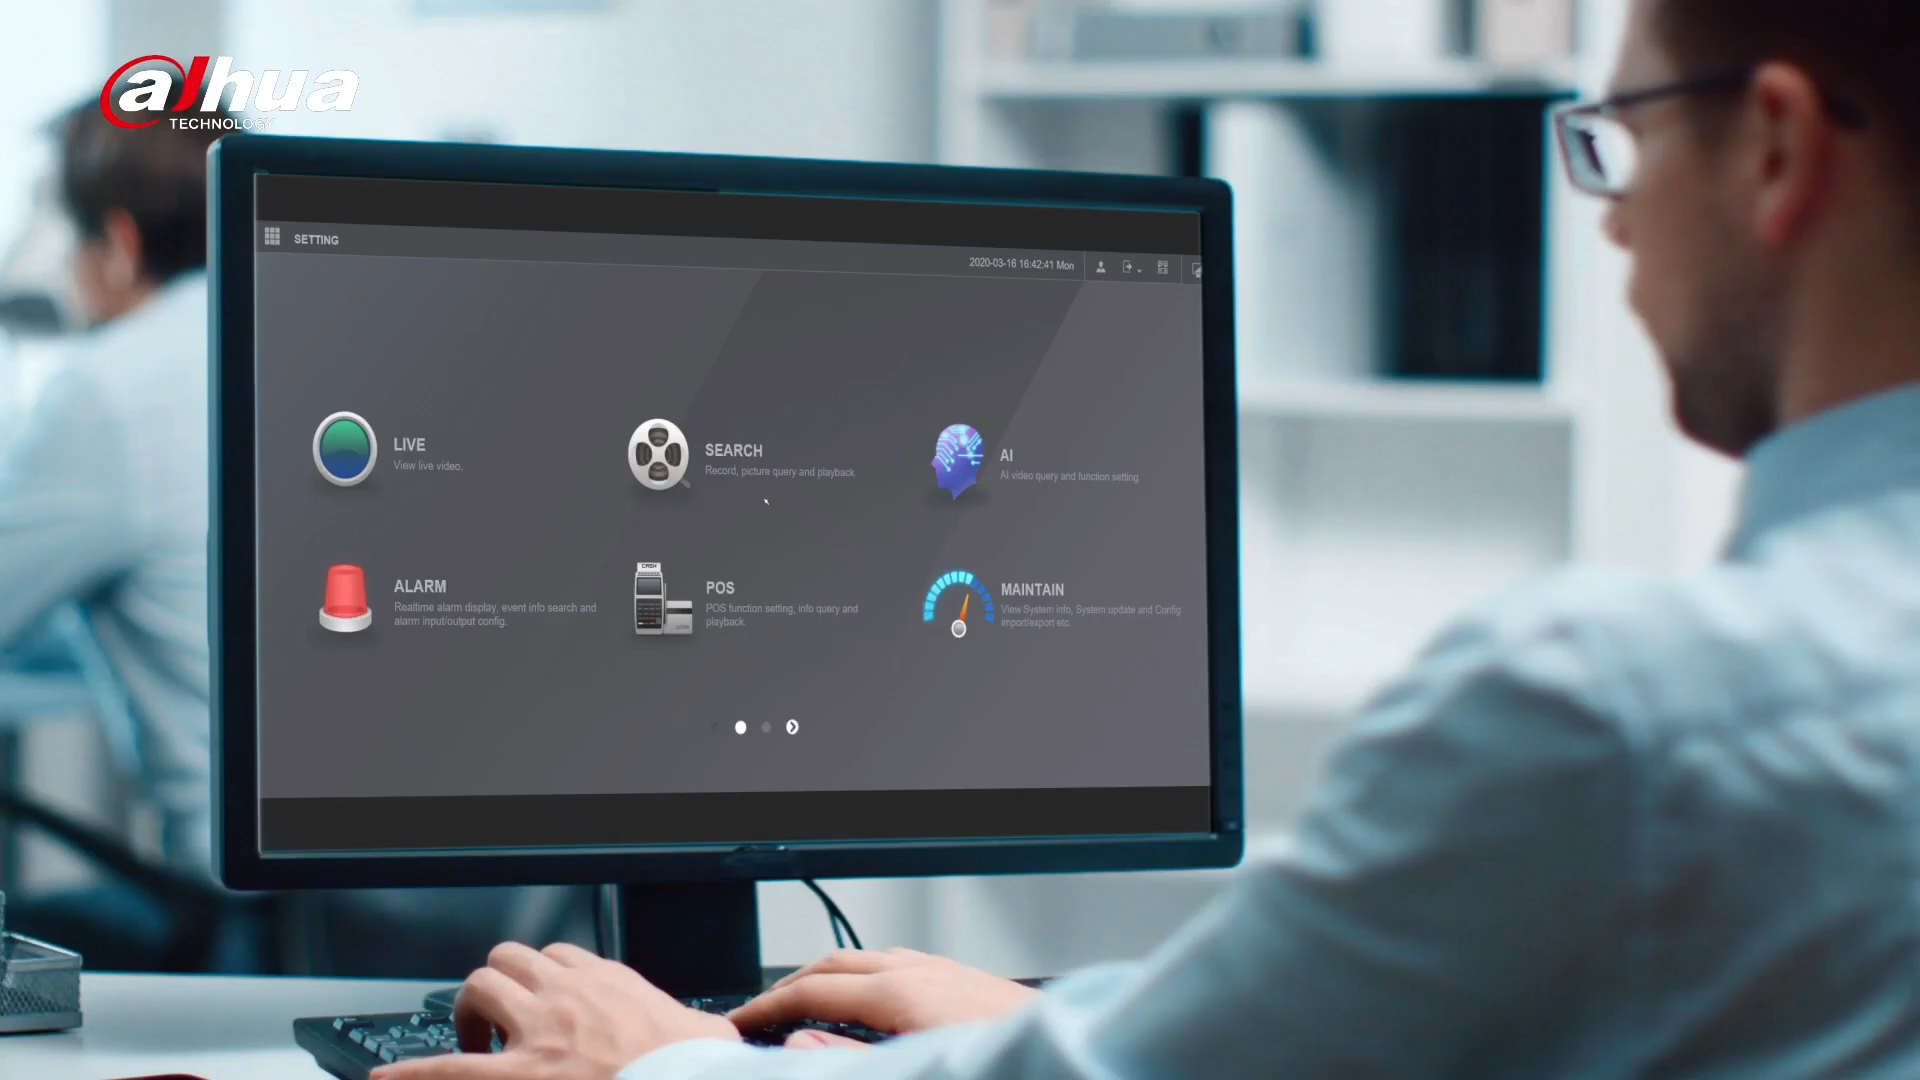 alhua
TECHNOLOGY
SETTING
2020-03-16 16:42:41 Mon
LIVE
View live video.
SEARCH
Record, picture query and playback.
AI
AI video query and function setting.
ALARM
Realtime alarm display, event info search and
alarm input/output config.
CASH
POS
POS function setting, info query and
playback.
MAINTAIN
View System info, System update and Config
import/export etc.